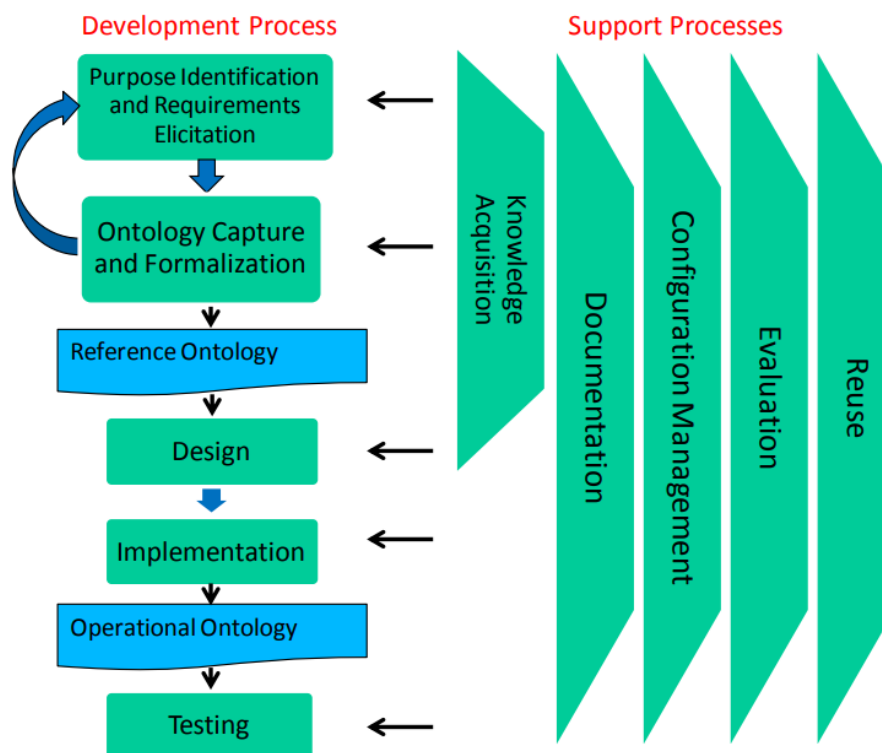 Development Process
Support Processes
Purpose Identification
and Requirements
Elicitation
Ontology Capture
and Formalization
Reference Ontology
Design
Implementation
Operational Ontology
Testing
Knowledge
Acquisition
Documentation
Configuration Management
Evaluation
Reuse